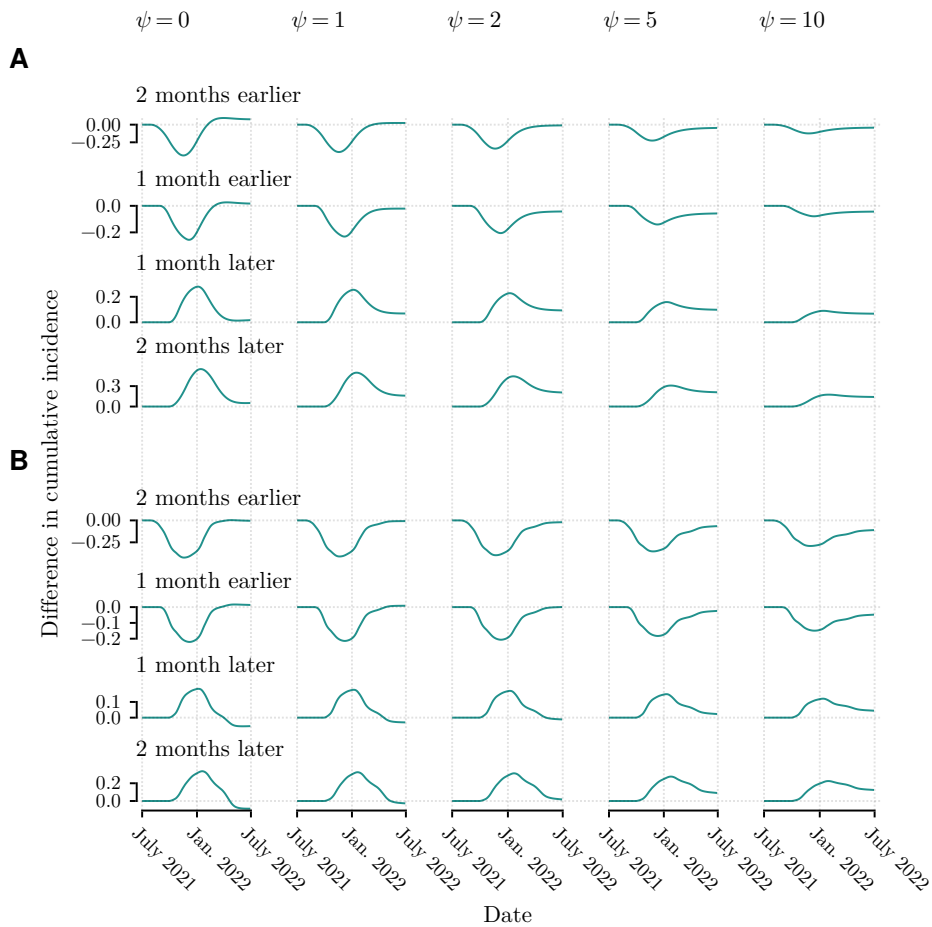 ψ = 0 ψ = 1 ψ = 2 ψ = 5 ψ = 10
A
2 months earlier
0.00
−0.25
1 month earlier
0.0
−0.2
1 month later
0.2
0.0
2 months later
0.3
0.0
Difference in cumulative incidence
B
2 months earlier
0.00
−0.25
1 month earlier
0.0
−0.1
−0.2
1 month later
0.1
0.0
2 months later
0.2
0.0
July 2021 Jan. 2022 July 2022 July 2021 Jan. 2022 July 2022 July 2021 Jan. 2022 July 2022 July 2021 Jan. 2022 July 2022 July 2021 Jan. 2022 July 2022
Date